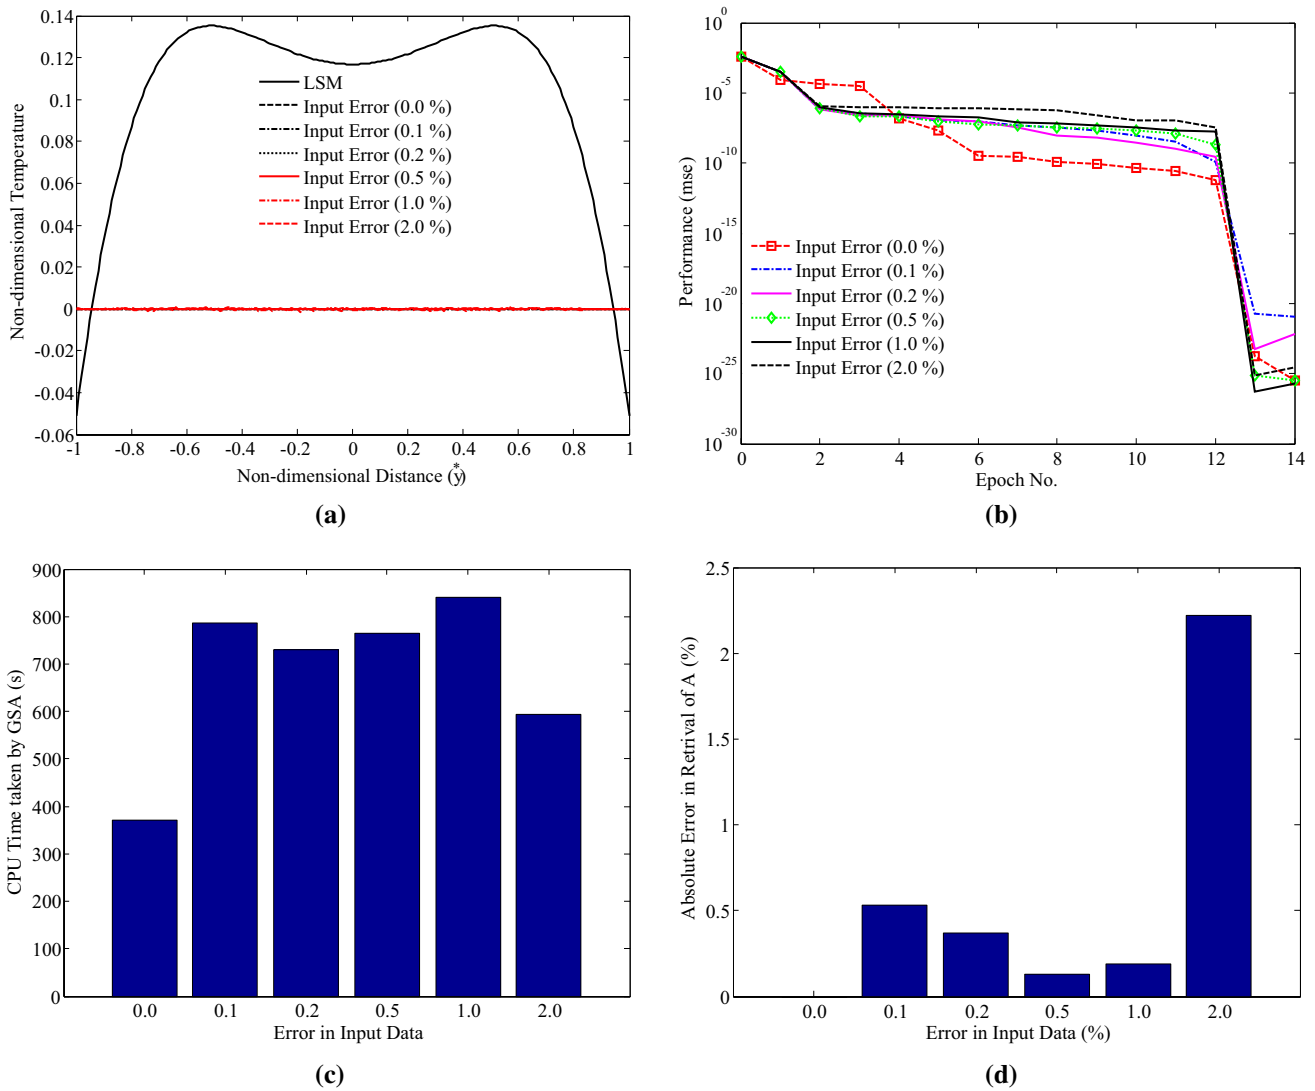 0.14
0.12
0.1
0.08
0.06
0.04
0.02
0
-0.02
-0.04
-0.06
Non-dimensional Temperature
LSM
Input Error (0.0 %)
Input Error (0.1 %)
Input Error (0.2 %)
Input Error (0.5 %)
Input Error (1.0 %)
Input Error (2.0 %)
-1 -0.8 -0.6 -0.4 -0.2 0 0.2 0.4 0.6 0.8 1
Non-dimensional Distance (y*)
(a)
10^0
10^-5
10^-10
10^-15
10^-20
10^-25
10^-30
Performance (mse)
Input Error (0.0 %)
Input Error (0.1 %)
Input Error (0.2 %)
Input Error (0.5 %)
Input Error (1.0 %)
Input Error (2.0 %)
0 2 4 6 8 10 12 14
Epoch No.
(b)
900
800
700
600
500
400
300
200
100
0
CPU Time taken by GSA (s)
0.0 0.1 0.2 0.5 1.0 2.0
Error in Input Data
(c)
2.5
2
1.5
1
0.5
0
Absolute Error in Retrival of A (%)
0.0 0.1 0.2 0.5 1.0 2.0
Error in Input Data (%)
(d)